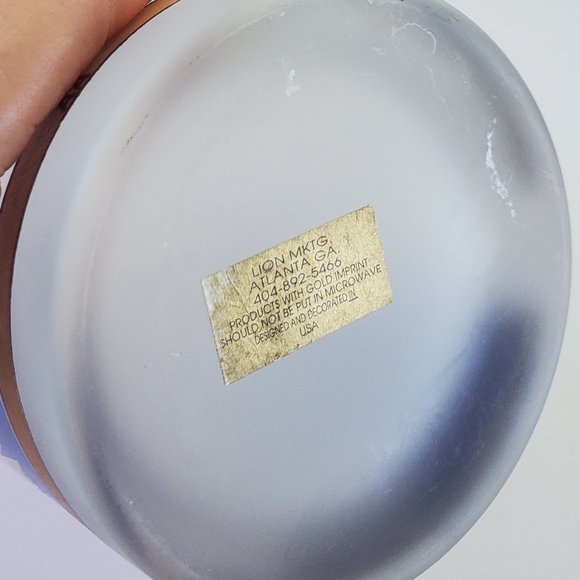 LION MKTG.
ATLANTA GA.
404-892-5466
PRODUCTS WITH GOLD IMPRINT
SHOULD NOT BE PUT IN MICROWAVE
DESIGNED AND DECORATED IN
USA